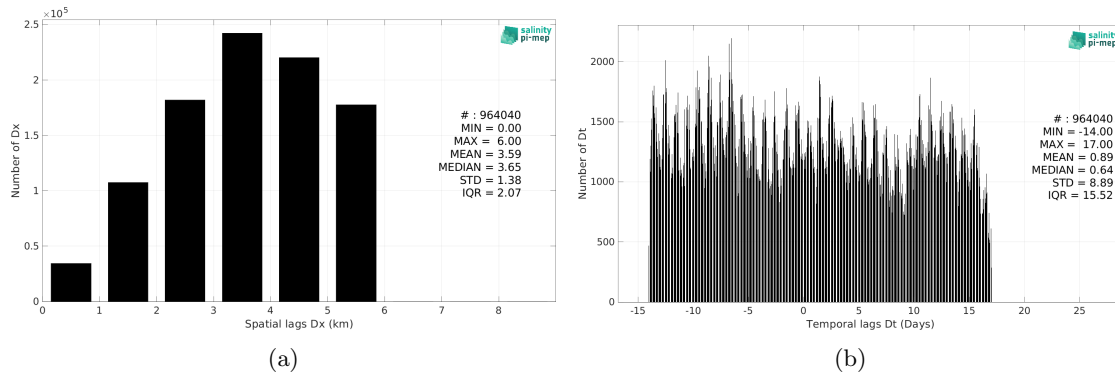 ×10⁵
2.5
2
1.5
1
0.5
0
Number of Dx
0 1 2 3 4 5 6 7 8
Spatial lags Dx (km)
salinity
pi-mep
# : 964040
MIN = 0.00
MAX = 6.00
MEAN = 3.59
MEDIAN = 3.65
STD = 1.38
IQR = 2.07
(a)
2000
1500
1000
500
0
Number of Dt
-15 -10 -5 0 5 10 15 20 25
Temporal lags Dt (Days)
salinity
pi-mep
# : 964040
MIN = -14.00
MAX = 17.00
MEAN = 0.89
MEDIAN = 0.64
STD = 8.89
IQR = 15.52
(b)